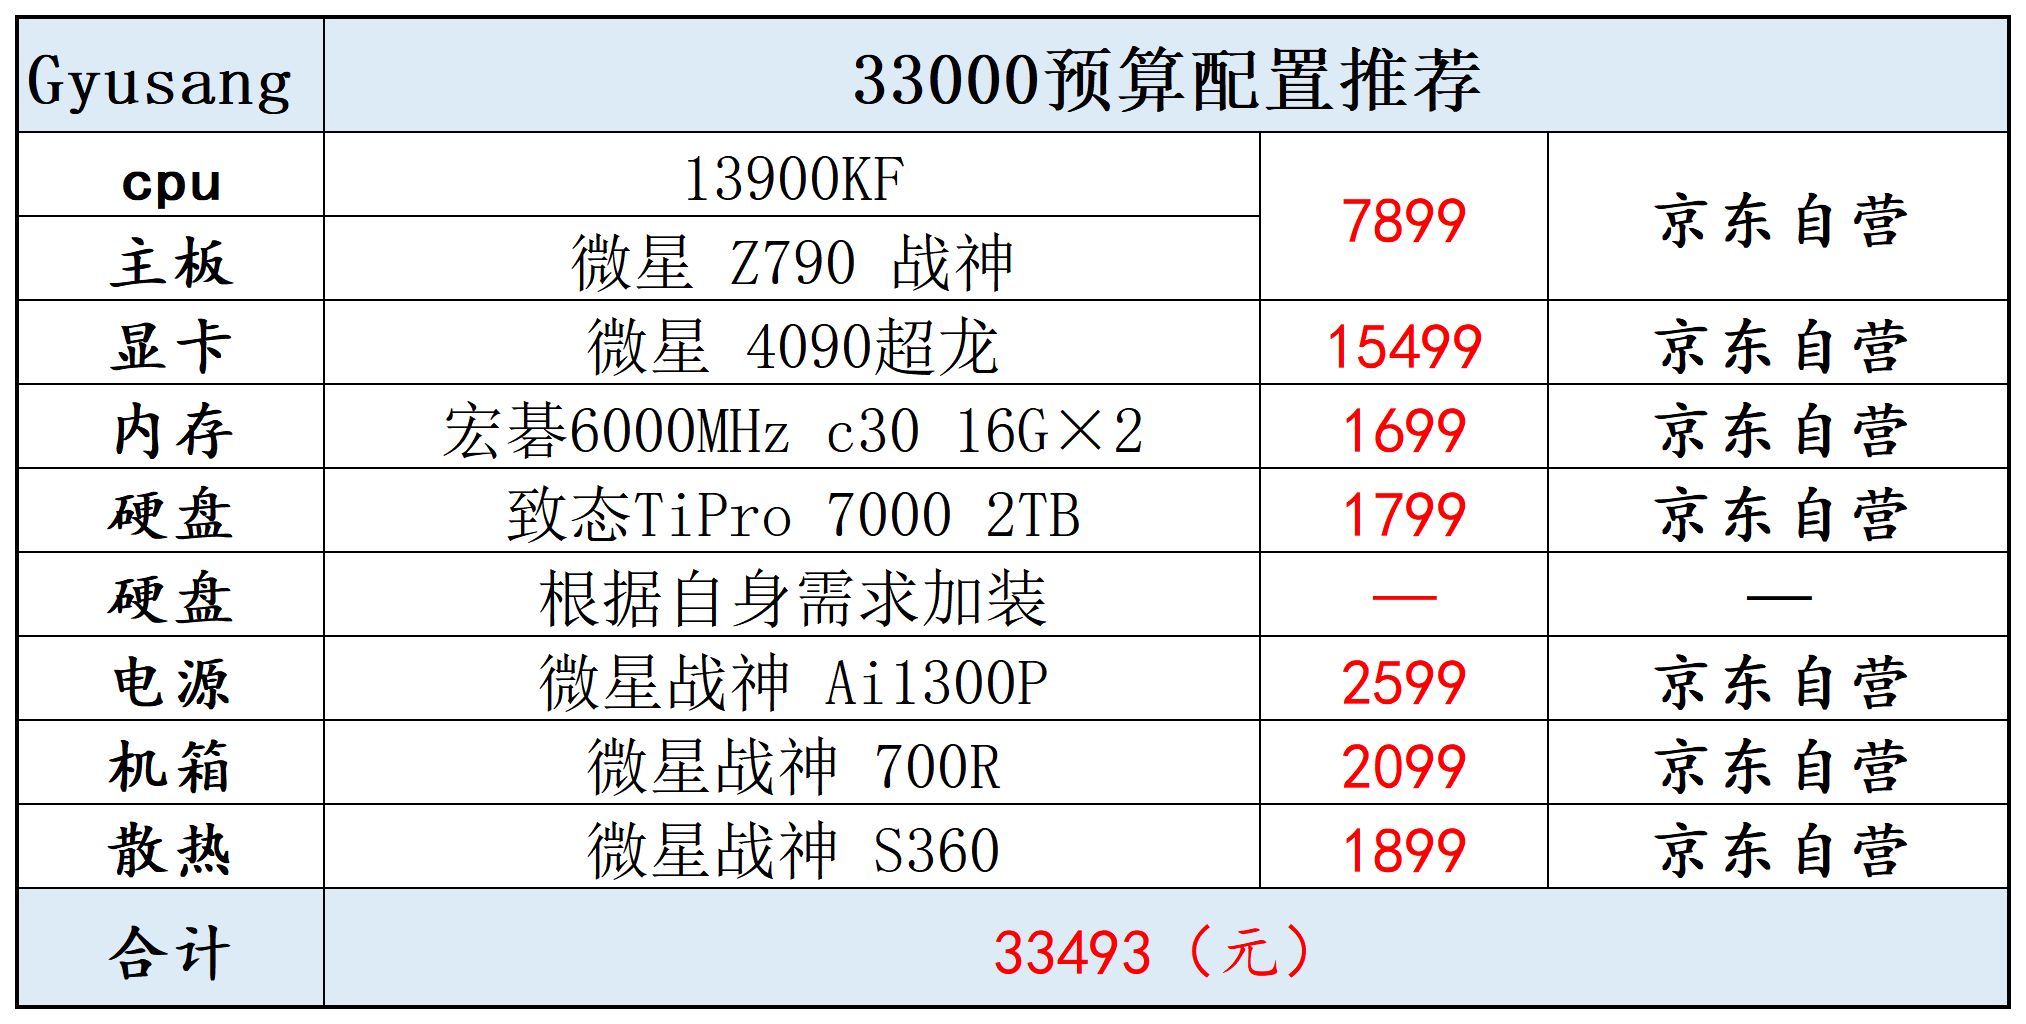 Gyusang 33000预算配置推荐
cpu 13900KF 7899 京东自营
主板 微星 Z790 战神
显卡 微星 4090超龙 15499 京东自营
内存 宏碁6000MHz c30 16G×2 1699 京东自营
硬盘 致态TiPro 7000 2TB 1799 京东自营
硬盘 根据自身需求加装 — —
电源 微星战神 Ai1300P 2599 京东自营
机箱 微星战神 700R 2099 京东自营
散热 微星战神 S360 1899 京东自营
合计 33493（元）